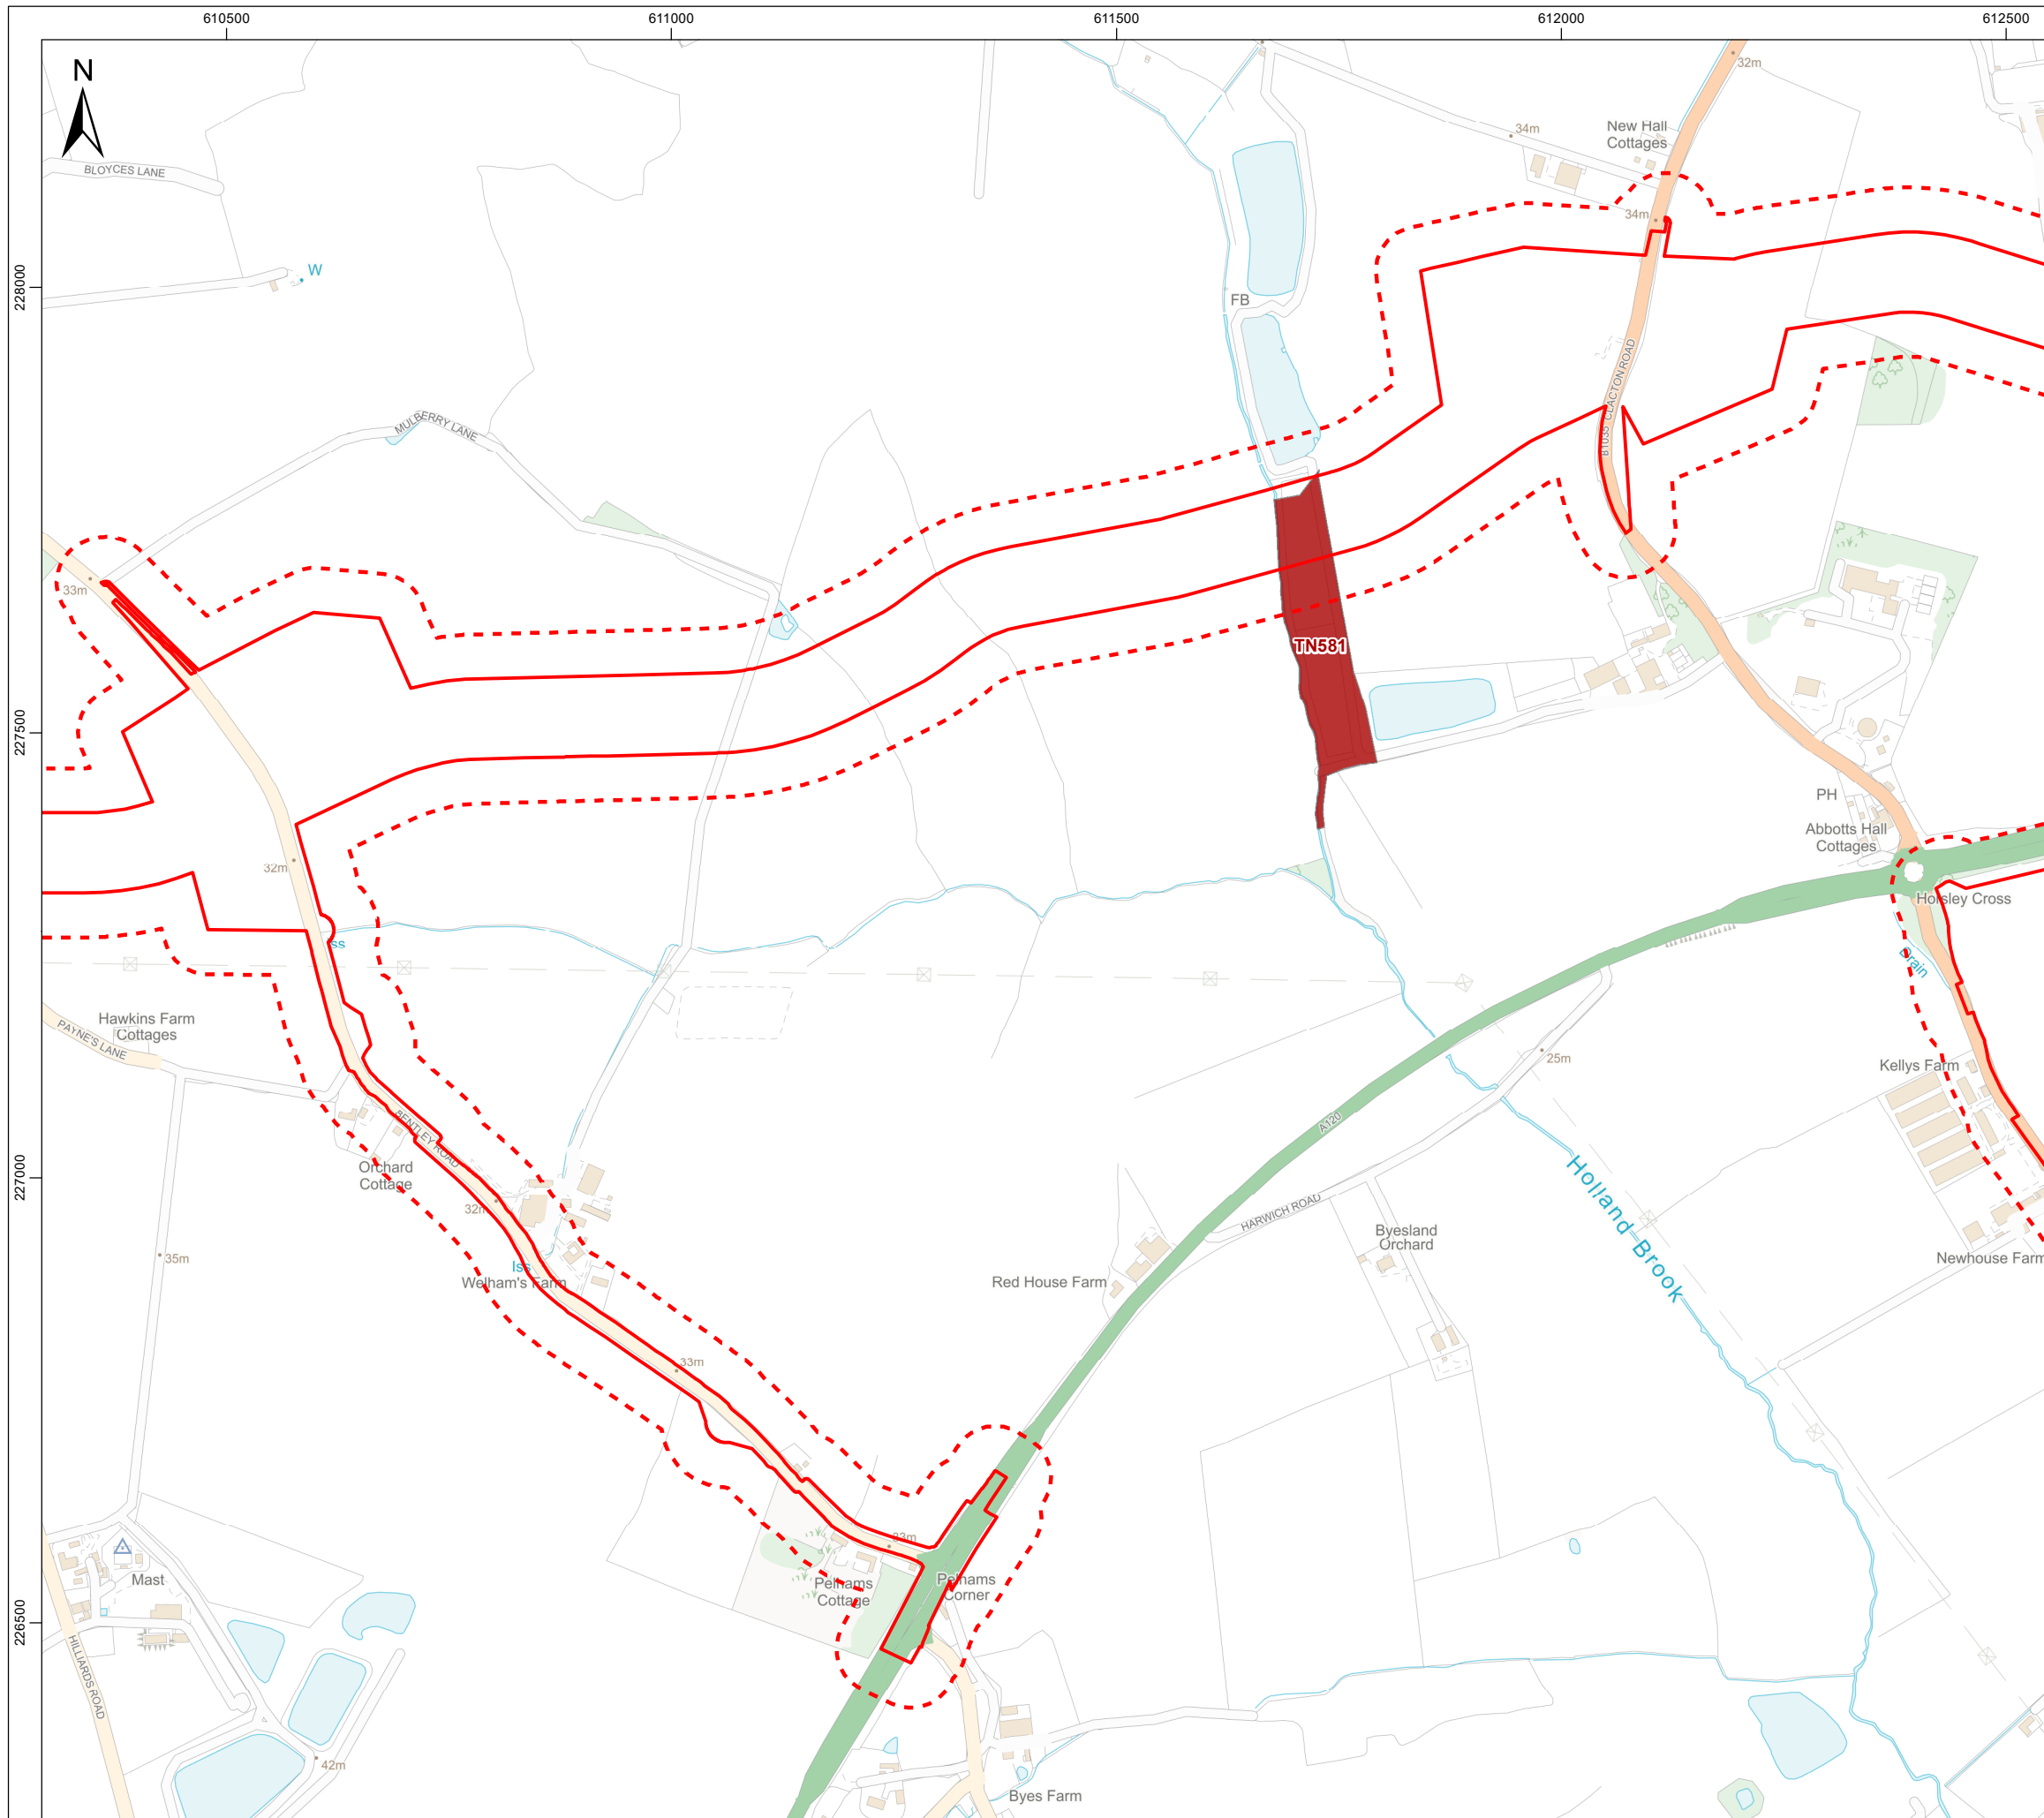 610500
611000
611500
612000
612500
N
32m
34m
New Hall
Cottages
BLOYCES LANE
34m
W
228000
FB
B1035 CLACTON ROAD
MULBERRY LANE
33m
TN581
227500
PH
Abbotts Hall
Cottages
32m
Horsley Cross
Iss
Drain
Hawkins Farm
Cottages
PAYNE'S LANE
25m
Kellys Farm
A120
BENTLEY ROAD
Orchard
Cottage
227000
Holland Brook
32m
HARWICH ROAD
Byesland
Orchard
35m
Newhouse Farm
Iss
Welham's Farm
Red House Farm
33m
33m
Mast
Pelhams
Cottage
Pelhams
Corner
226500
HILLIARDS ROAD
42m
Byes Farm